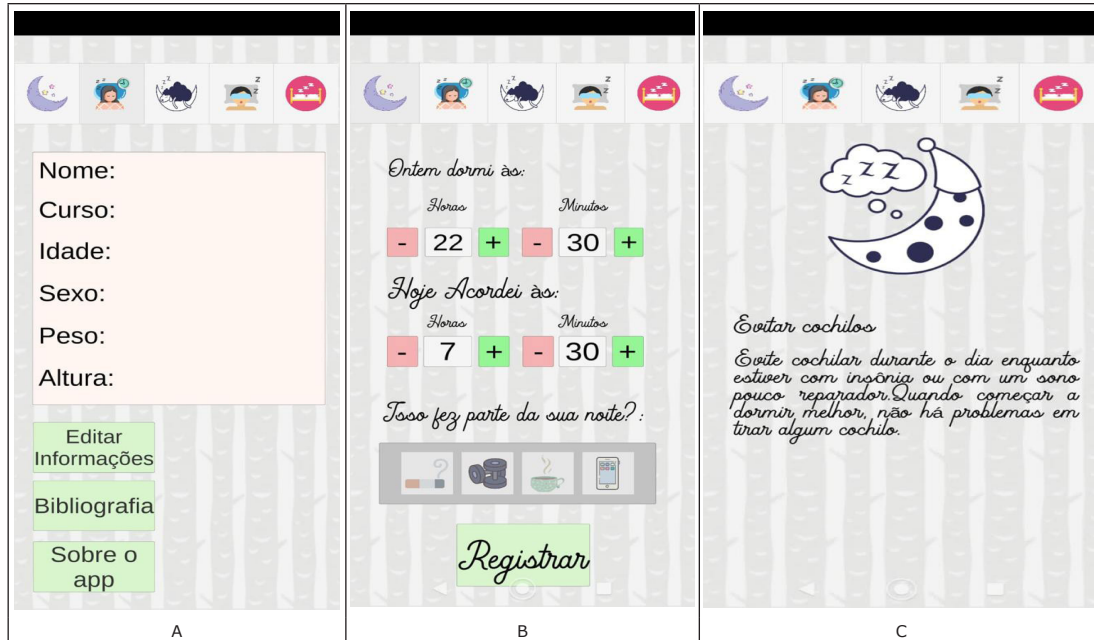 Nome:
Curso:
Idade:
Sexo:
Peso:
Altura:
Editar
Informações
Bibliografia
Sobre o
app
A
Ontem dormi às:
Horas Minutos
- 22 + - 30 +
Hoje Acordei às:
Horas Minutos
- 7 + - 30 +
Isso fez parte da sua noite? :
Registrar
B
zzz
Evitar cochilos
Evite cochilar durante o dia enquanto
estiver com insônia ou com um sono
pouco reparador.Quando começar a
dormir melhor, não há problemas em
tirar algum cochilo.
C